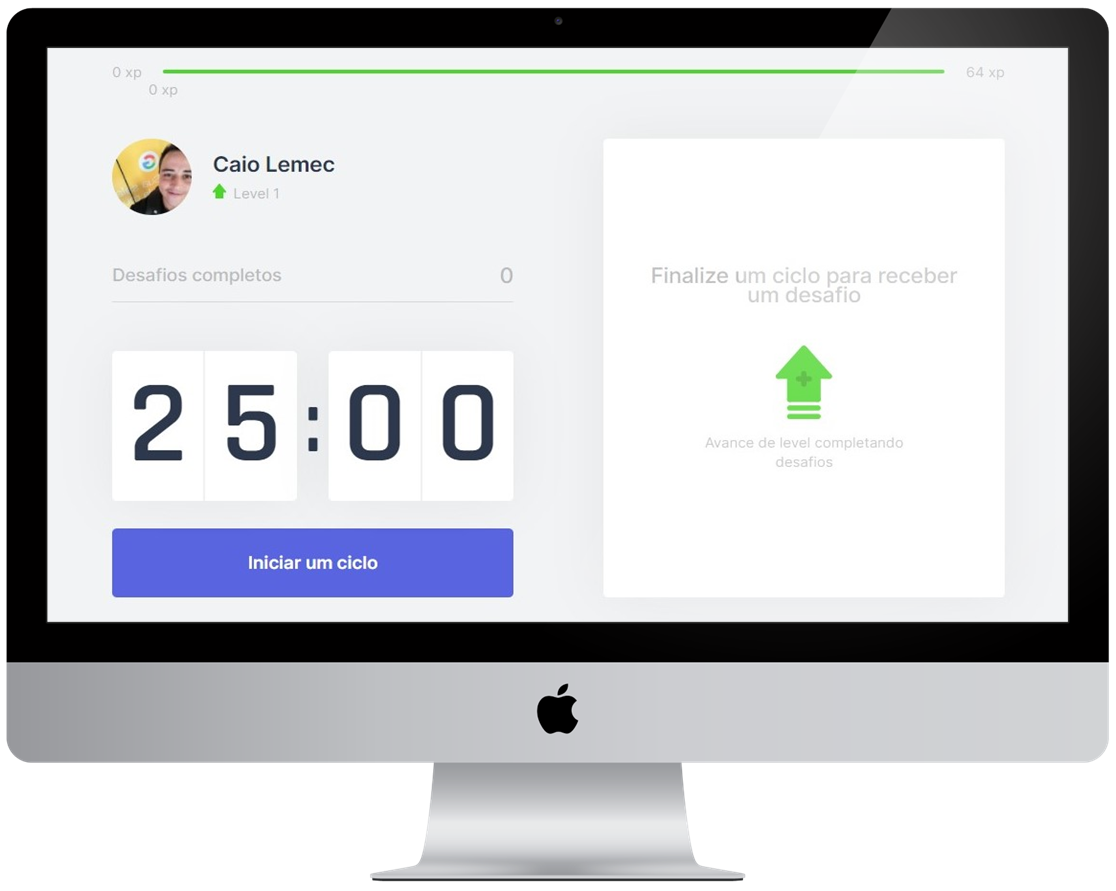 0 xp
64 xp
0 xp
Caio Lemec
Level 1
Desafios completos
0
25:00
Iniciar um ciclo
Finalize um ciclo para receber
um desafio
Avance de level completando
desafios